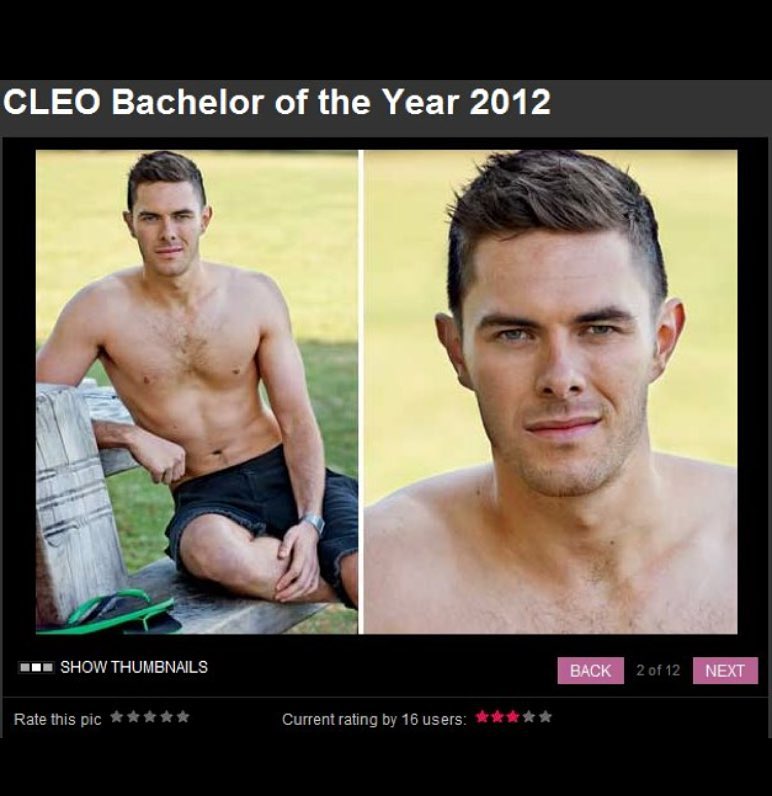 CLEO Bachelor of the Year 2012
SHOW THUMBNAILS
BACK 2 of 12 NEXT
Rate this pic
Current rating by 16 users: